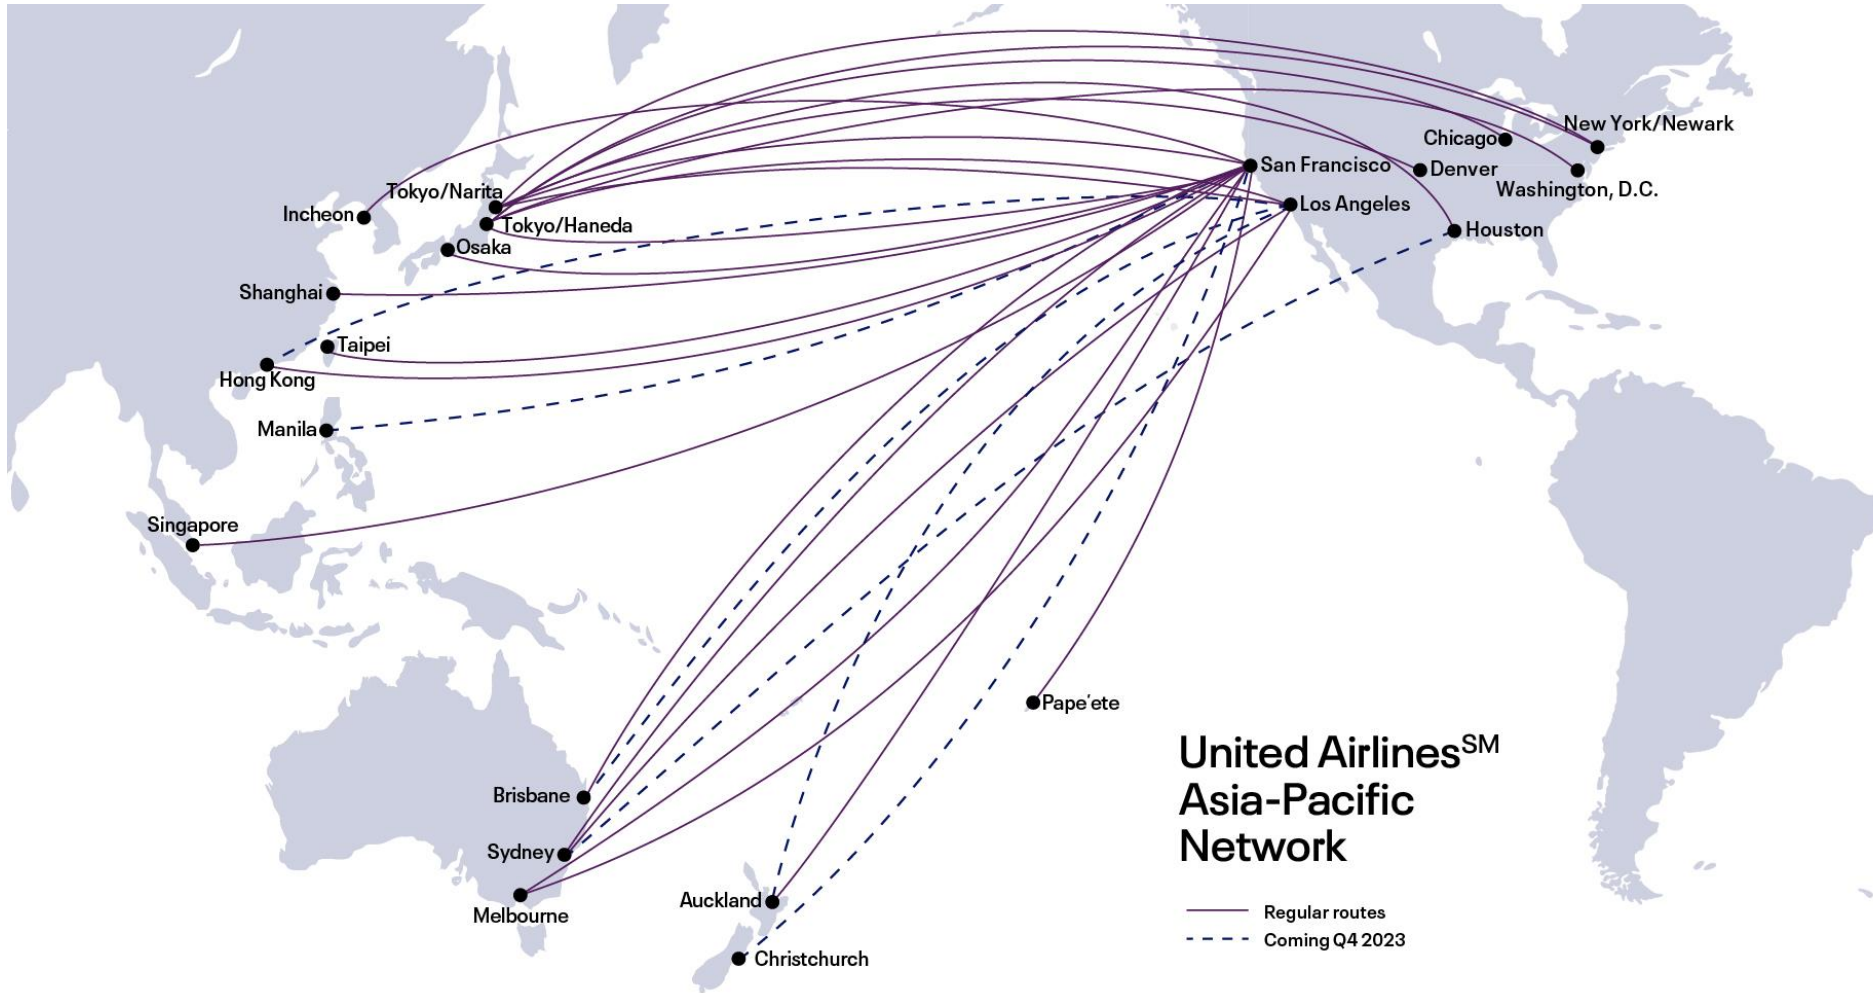 New York/Newark
Chicago
San Francisco
Denver
Washington, D.C.
Tokyo/Narita
Los Angeles
Incheon
Tokyo/Haneda
Houston
Osaka
Shanghai
Taipei
Hong Kong
Manila
Singapore
Pape'ete
United Airlines℠
Asia-Pacific
Network
Brisbane
Sydney
Auckland
Melbourne
Regular routes
Coming Q4 2023
Christchurch